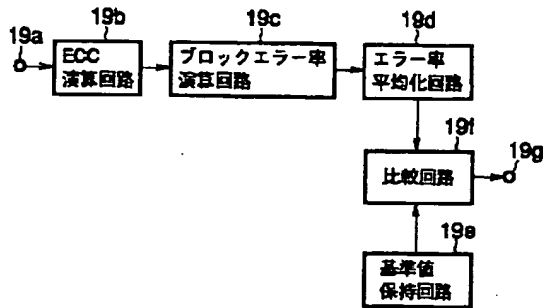 19a
19b
19c
19d
ECC
演算回路
ブロックエラー率
演算回路
エラー率
平均化回路
19f
比較回路
19g
19e
基準値
保持回路